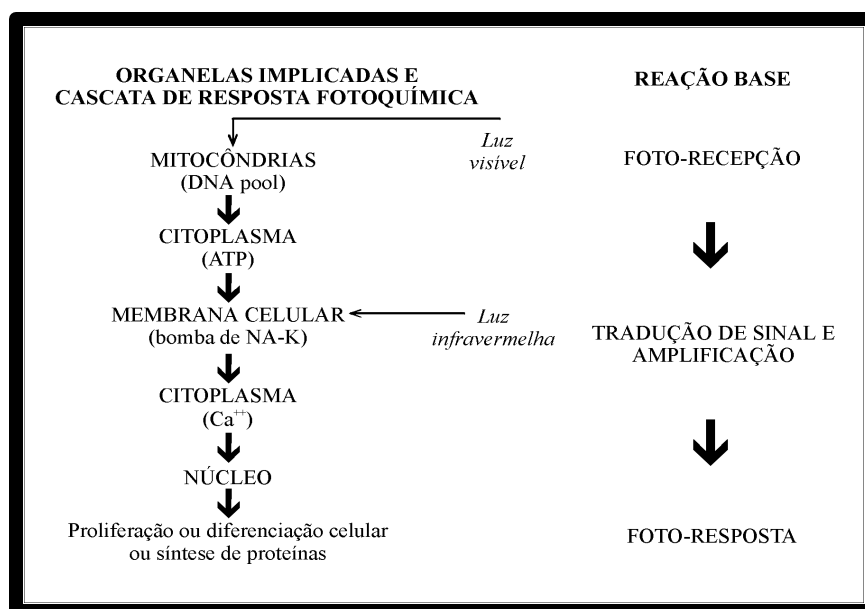 ORGANELAS IMPLICADAS E
CASCATA DE RESPOSTA FOTOQUÍMICA
REAÇÃO BASE
Luz
visível
MITOCÔNDRIAS
(DNA pool)
FOTO-RECEPÇÃO
CITOPLASMA
(ATP)
MEMBRANA CELULAR
(bomba de NA-K)
Luz
infravermelha
TRADUÇÃO DE SINAL E
AMPLIFICAÇÃO
CITOPLASMA
(Ca⁺⁺)
NÚCLEO
Proliferação ou diferenciação celular
ou síntese de proteínas
FOTO-RESPOSTA